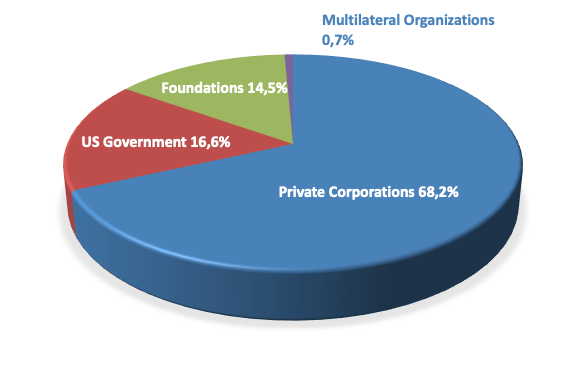 Multilateral Organizations
0,7%
Foundations 14,5%
US Government 16,6%
Private Corporations 68,2%